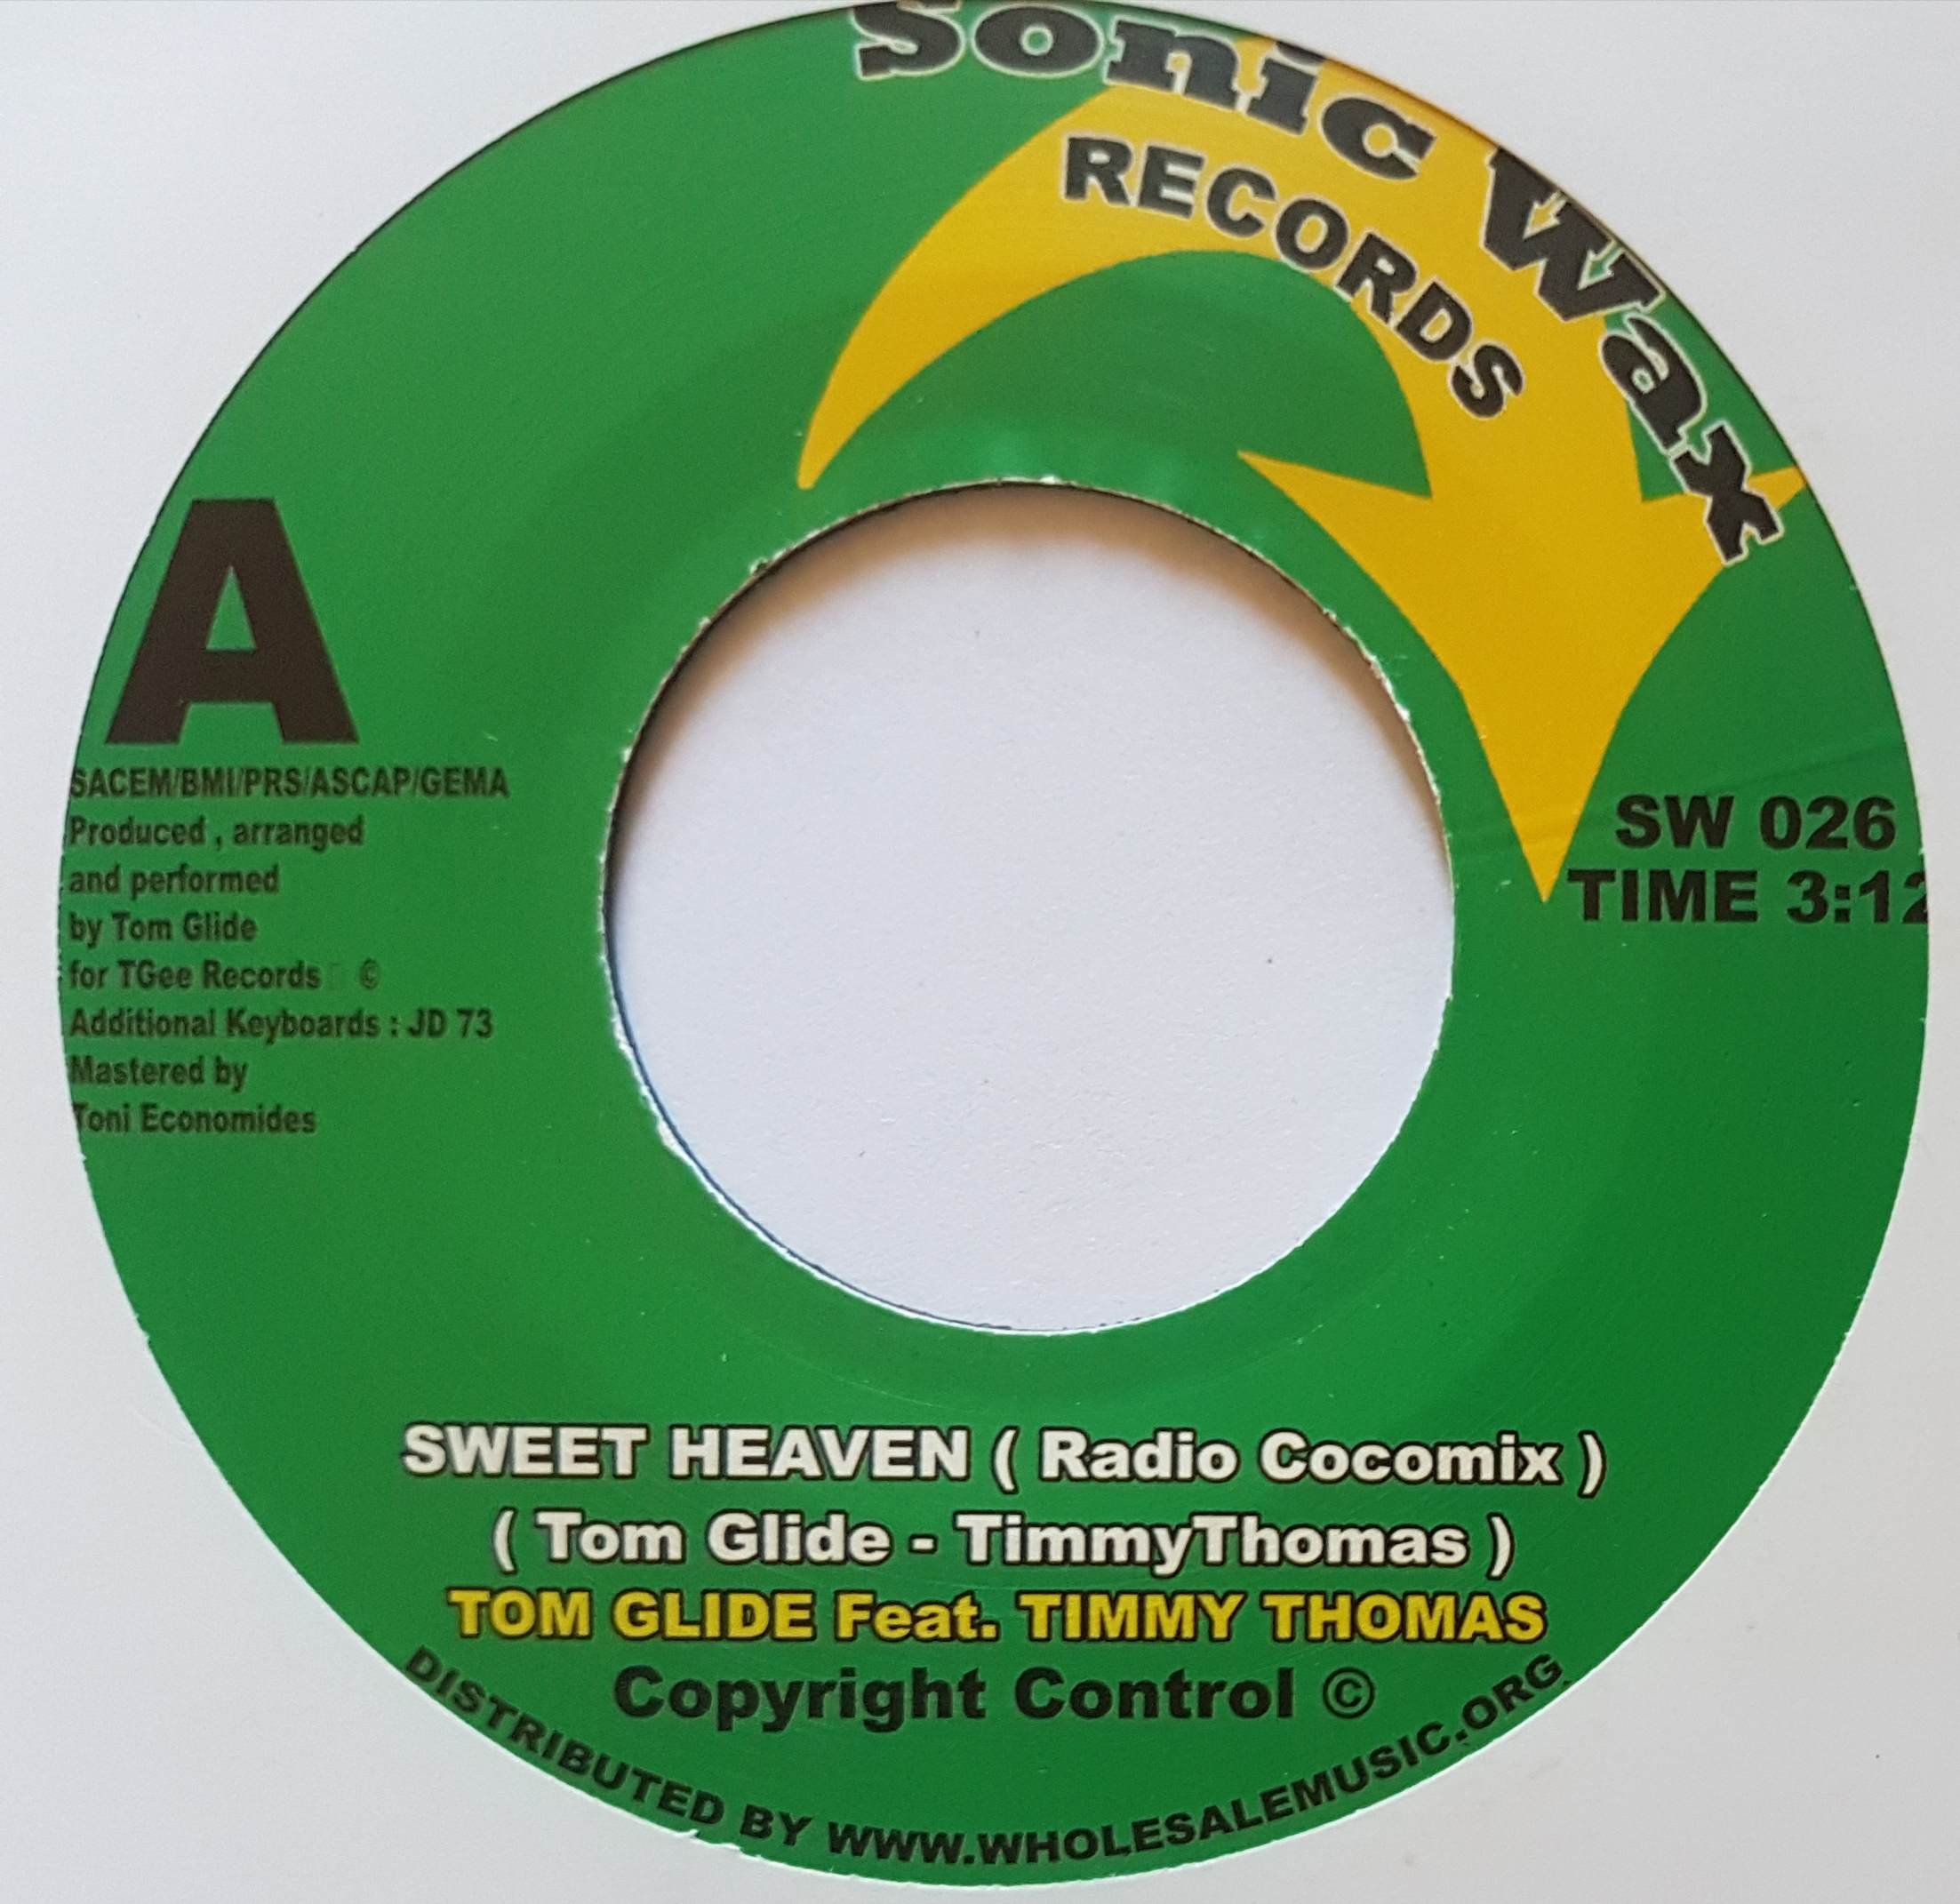 Sonic Wax
RECORDS
A
SACEM/BMI/PRS/ASCAP/GEMA
Produced , arranged
and performed
by Tom Glide
for TGee Records ©
Additional Keyboards : JD 73
Mastered by
Toni Economides
SW 026
TIME 3:12
SWEET HEAVEN ( Radio Cocomix )
( Tom Glide - TimmyThomas )
TOM GLIDE Feat. TIMMY THOMAS
Copyright Control ©
DISTRIBUTED BY WWW.WHOLESALEMUSIC.ORG